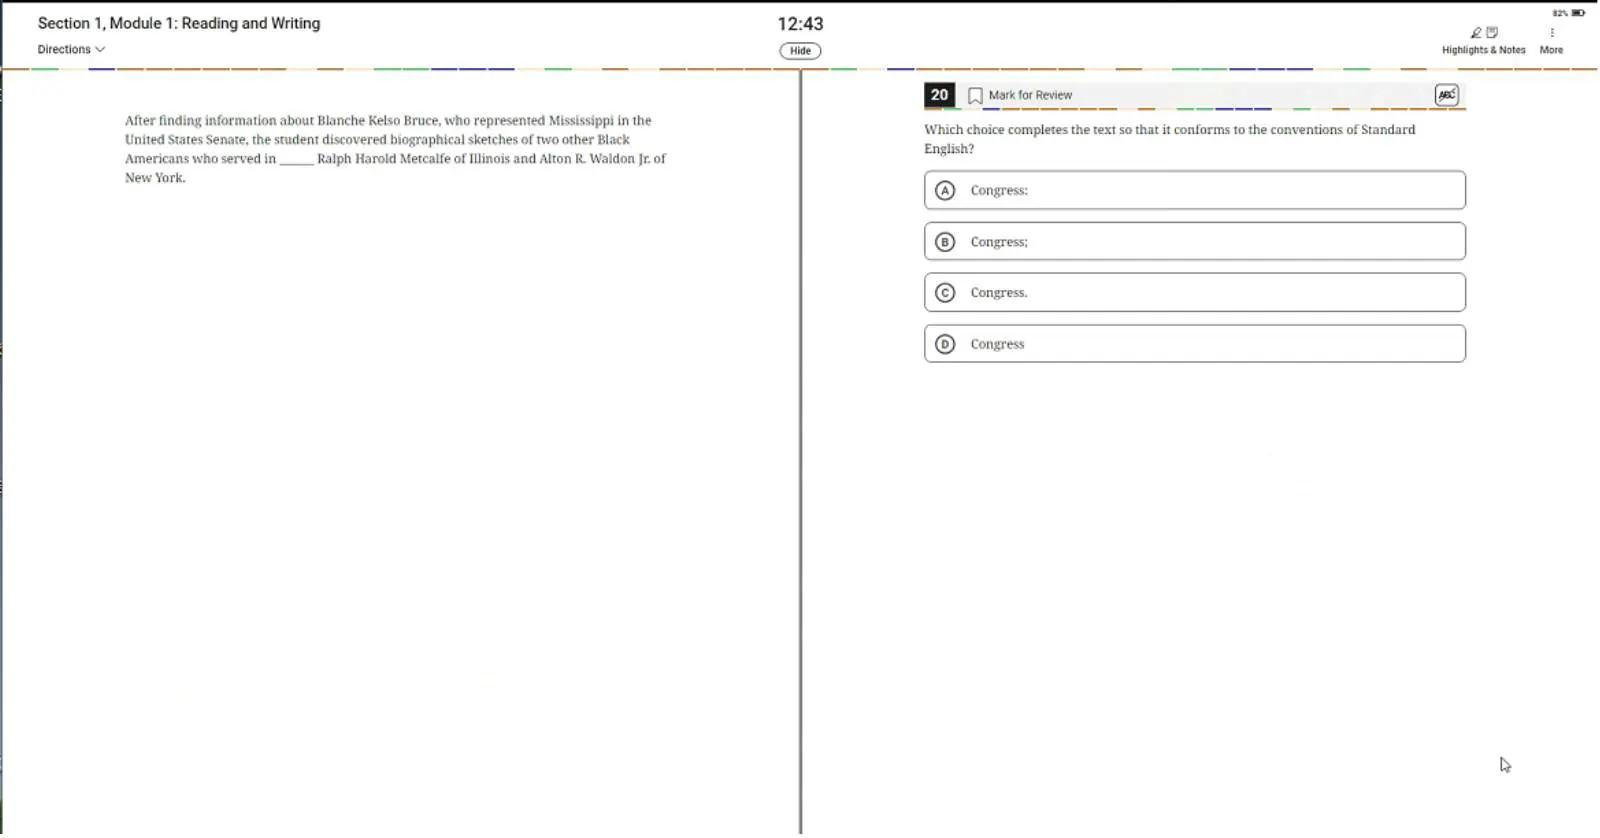 82%
Section 1, Module 1: Reading and Writing
12:43
Directions
Hide
Highlights & Notes
More
After finding information about Blanche Kelso Bruce, who represented Mississippi in the
United States Senate, the student discovered biographical sketches of two other Black
Americans who served in ______ Ralph Harold Metcalfe of Illinois and Alton R. Waldon Jr. of
New York.
20
Mark for Review
ABC
Which choice completes the text so that it conforms to the conventions of Standard
English?
A Congress:
B Congress;
C Congress.
D Congress